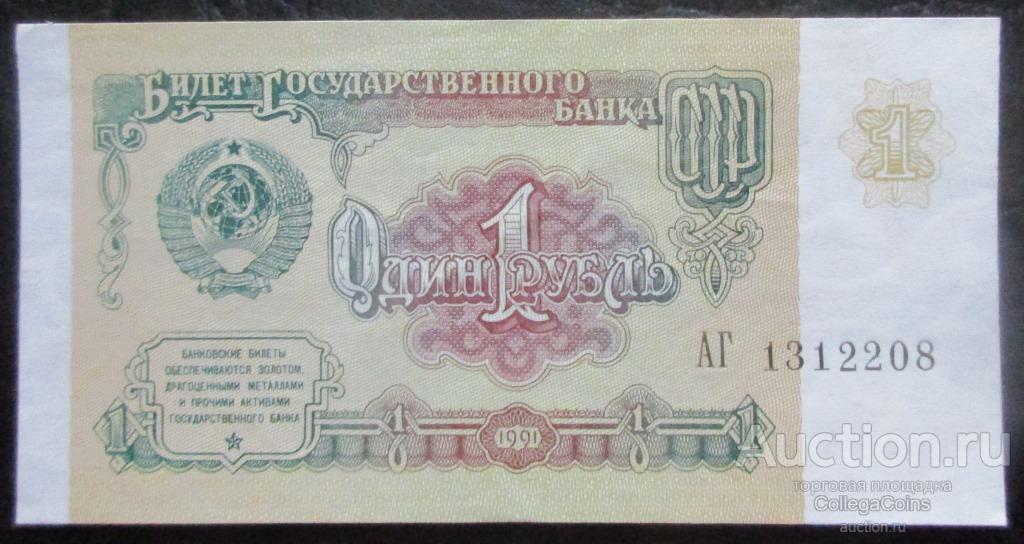 Билет Государственного
Банка
СССР
1
Один 1 Рубль
АГ 1312208
БАНКОВСКИЕ БИЛЕТЫ
ОБЕСПЕЧИВАЮТСЯ ЗОЛОТОМ,
ДРАГОЦЕННЫМИ МЕТАЛЛАМИ
И ПРОЧИМИ АКТИВАМИ
ГОСУДАРСТВЕННОГО БАНКА
1 1 1991 1 1
Auction.ru
торговая площадка
CollegaCoins
auction.ru